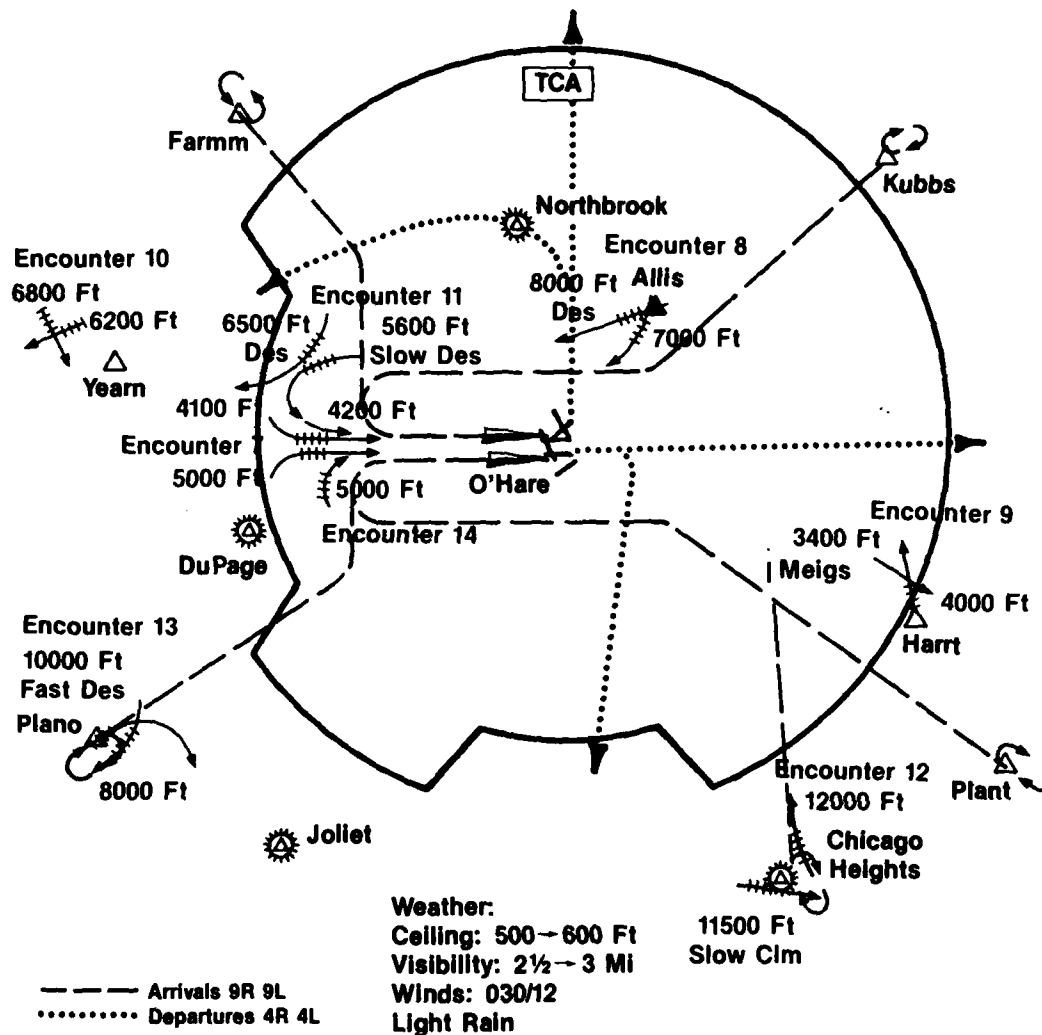 TCA
Farmm
Kubbs
Northbrook
Encounter 8
Encounter 10
8000 Ft
Allis
Des
6800 Ft
Encounter 11
6200 Ft
6500 Ft
5600 Ft
7000 Ft
Des
Slow Des
Yearn
4100 Ft
4200 Ft
Encounter
5000 Ft
5000 Ft
O'Hare
Encounter 14
Encounter 9
DuPage
3400 Ft
Meigs
4000 Ft
Encounter 13
Harrt
10000 Ft
Fast Des
Plano
8000 Ft
Encounter 12
12000 Ft
Plant
Joliet
Chicago
Heights
11500 Ft
Slow Clm
Weather:
Ceiling: 500→600 Ft
Visibility: 2½→3 Mi
Winds: 030/12
Light Rain
Arrivals 9R 9L
Departures 4R 4L